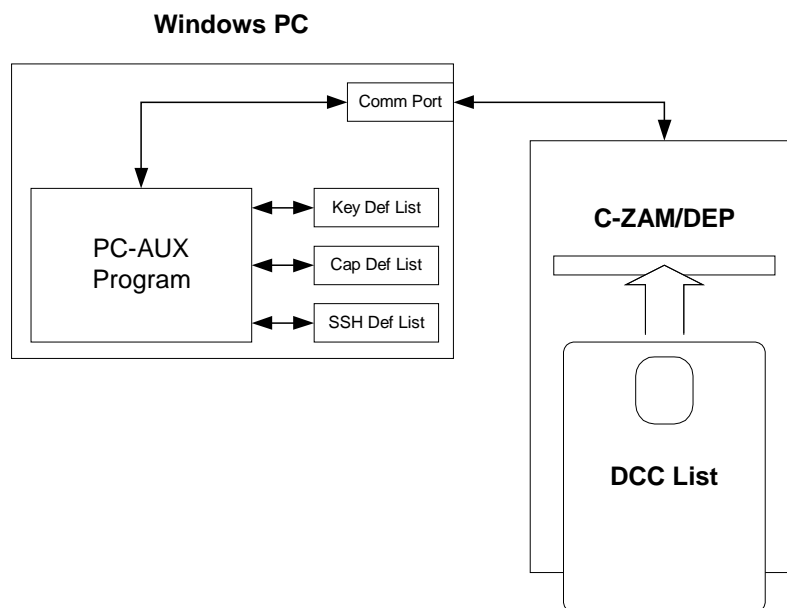 Windows PC
Comm Port
Key Def List
C-ZAM/DEP
PC-AUX
Program
Cap Def List
SSH Def List
DCC List